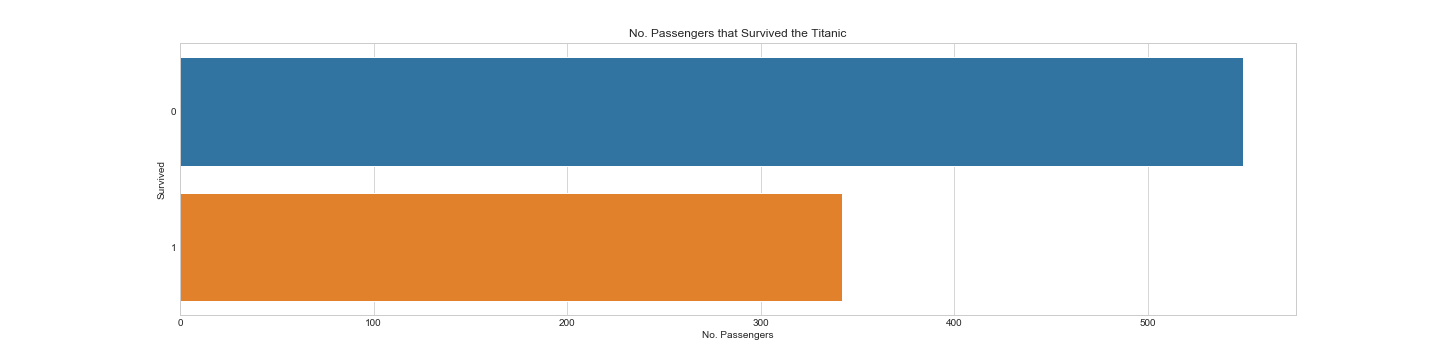 No. Passengers that Survived the Titanic
Survived
0
1
0 100 200 300 400 500
No. Passengers